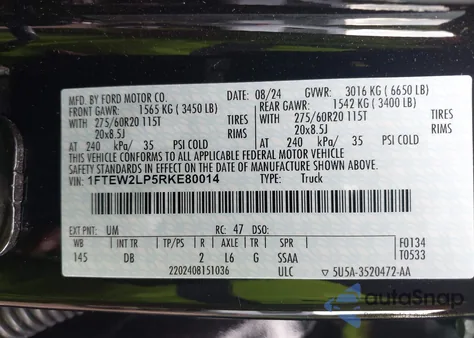 MFD. BY FORD MOTOR CO. 08/24 GVWR: 3016 KG (6650 LB)
FRONT GAWR: 1565 KG (3450 LB) REAR GAWR: 1542 KG (3400 LB)
WITH 275/60R20 115T TIRES WITH 275/60R20 115T TIRES
20x8.5J RIMS 20x8.5J RIMS
AT 240 kPa/ 35 PSI COLD AT 240 kPa/ 35 PSI COLD
THIS VEHICLE CONFORMS TO ALL APPLICABLE FEDERAL MOTOR VEHICLE
SAFETY STANDARDS IN EFFECT ON THE DATE OF MANUFACTURE SHOWN ABOVE.
VIN: 1FTEW2LP5RKE80014 TYPE: Truck
EXT PNT: UM RC: 47 DSO:
WB INT TR TP/PS R AXLE TR SPR F0134
145 DB 2 L6 G SSAA T0533
2202408151036 ULC ▽ 5U5A-3520472-AA
autoSnap